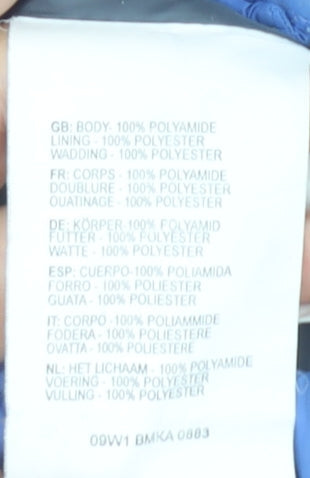 GB: BODY- 100% POLYAMIDE
LINING - 100% POLYESTER
WADDING - 100% POLYESTER
FR: CORPS - 100% POLYAMIDE
DOUBLURE - 100% POLYESTER
OUATINAGE - 100% POLYESTER
DE: KÖRPER-100% POLYAMID
FUTTER - 100% POLYESTER
WATTE - 100% POLYESTER
ESP: CUERPO-100% POLIAMIDA
FORRO - 100% POLIESTER
GUATA - 100% POLIESTER
IT: CORPO -100% POLIAMMIDE
FODERA - 100% POLIESTERE
OVATTA - 100% POLIESTERE
NL: HET LICHAAM - 100% POLYAMIDE
VOERING - 100% POLYESTER
VULLING - 100% POLYESTER
09W1 BMKA 0883